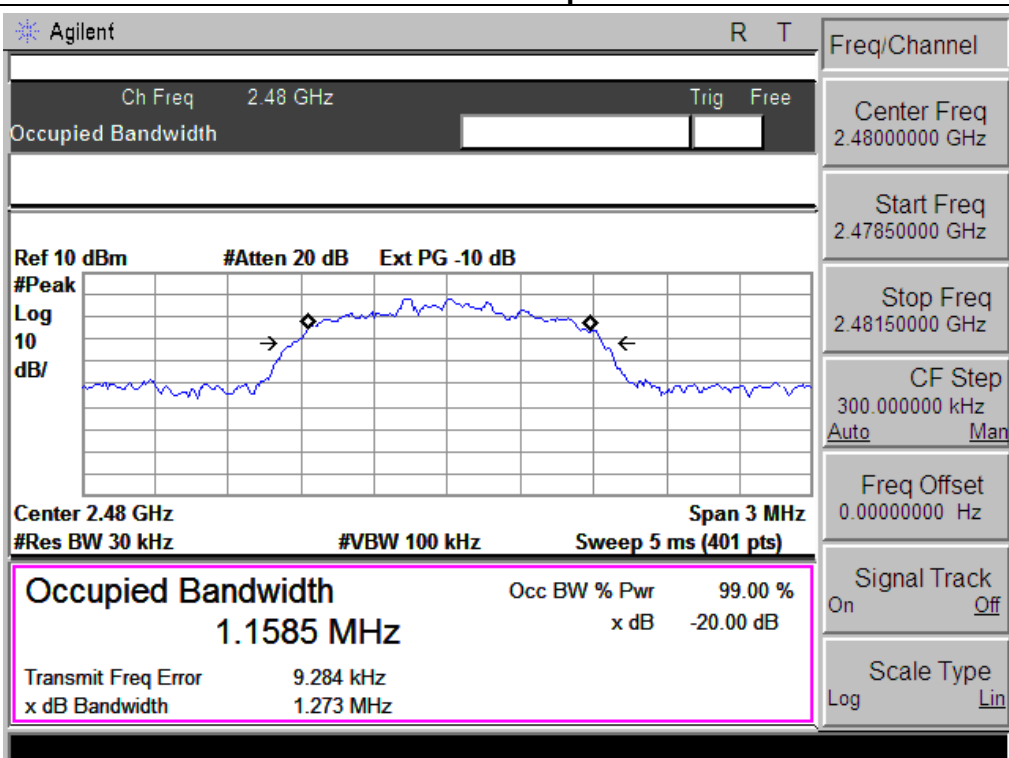 Agilent R T
Ch Freq 2.48 GHz Trig Free
Occupied Bandwidth
Ref 10 dBm #Atten 20 dB Ext PG -10 dB
#Peak
Log
10
dB/
Center 2.48 GHz Span 3 MHz
#Res BW 30 kHz #VBW 100 kHz Sweep 5 ms (401 pts)
Occupied Bandwidth Occ BW % Pwr 99.00 %
1.1585 MHz x dB -20.00 dB
Transmit Freq Error 9.284 kHz
x dB Bandwidth 1.273 MHz
Freq/Channel
Center Freq
2.48000000 GHz
Start Freq
2.47850000 GHz
Stop Freq
2.48150000 GHz
CF Step
300.000000 kHz
Auto Man
Freq Offset
0.00000000 Hz
Signal Track
On Off
Scale Type
Log Lin